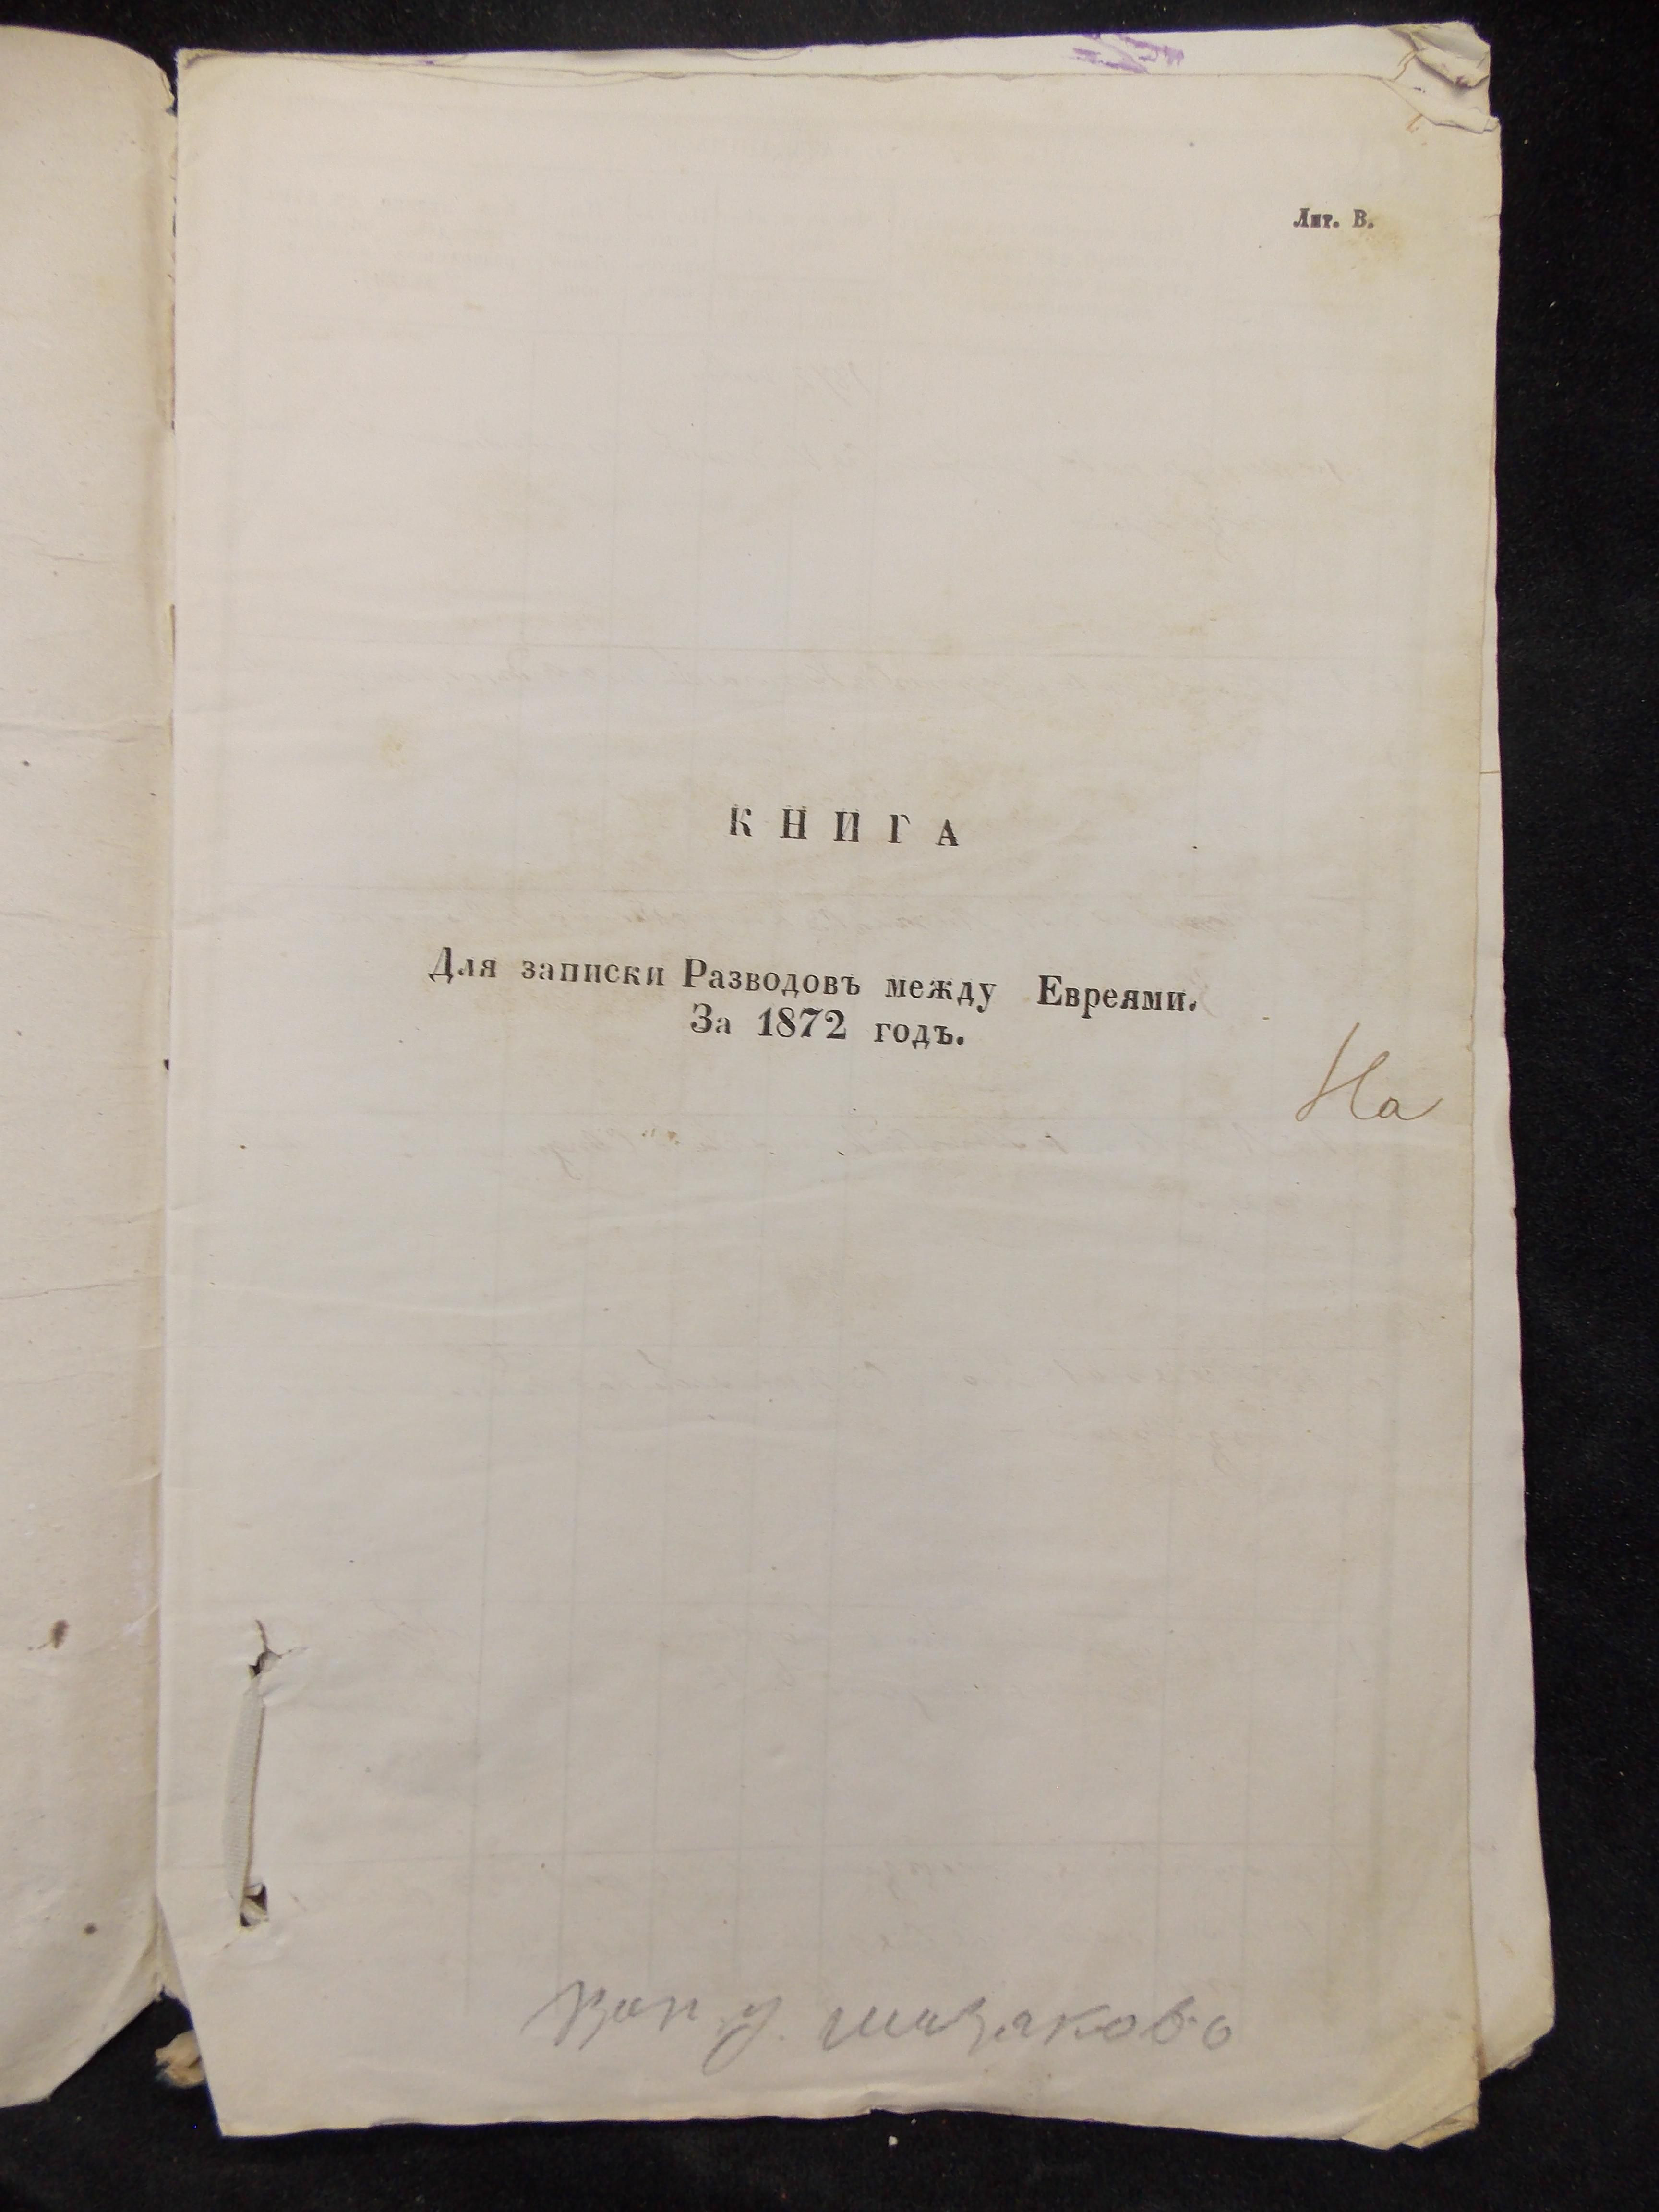 Лит. В.
КНИГА
Для записки Разводовъ между Евреями.
За 1872 годъ.
На